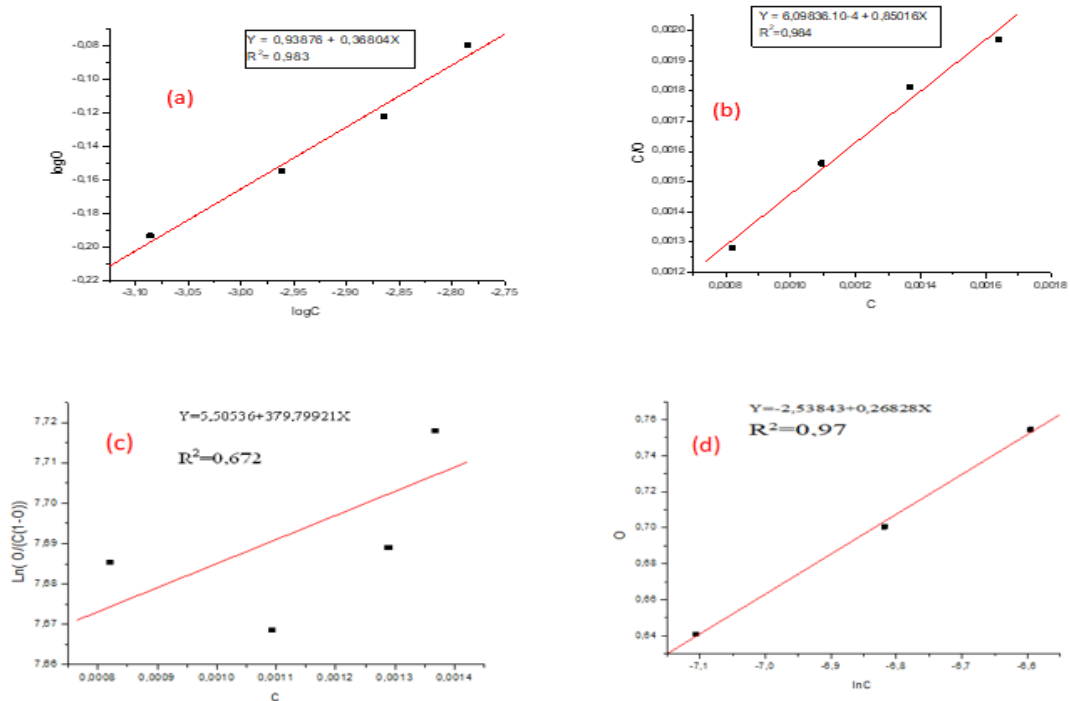 Y = 0,93876 + 0,36804X
R²= 0,983
(a)
-0,08
-0,10
-0,12
-0,14
-0,16
-0,18
-0,20
-0,22
log0
-3,10
-3,05
-3,00
-2,95
-2,90
-2,85
-2,80
-2,75
logC
Y = 6,09836.10-4 + 0,85016X
R²=0,984
(b)
0,0020
0,0019
0,0018
0,0017
0,0016
0,0015
0,0014
0,0013
0,0012
C/0
0,0008
0,0010
0,0012
0,0014
0,0016
0,0018
C
Y=5,50536+379,79921X
(c)
R²=0,672
7,72
7,71
7,70
7,69
7,68
7,67
7,66
Ln( 0/(C(1-0))
0,0008
0,0009
0,0010
0,0011
0,0012
0,0013
0,0014
C
Y=-2,53843+0,26828X
(d)
R²=0,97
0,76
0,74
0,72
0,70
0,68
0,66
0,64
O
-7,1
-7,0
-6,9
-6,8
-6,7
-6,6
lnC